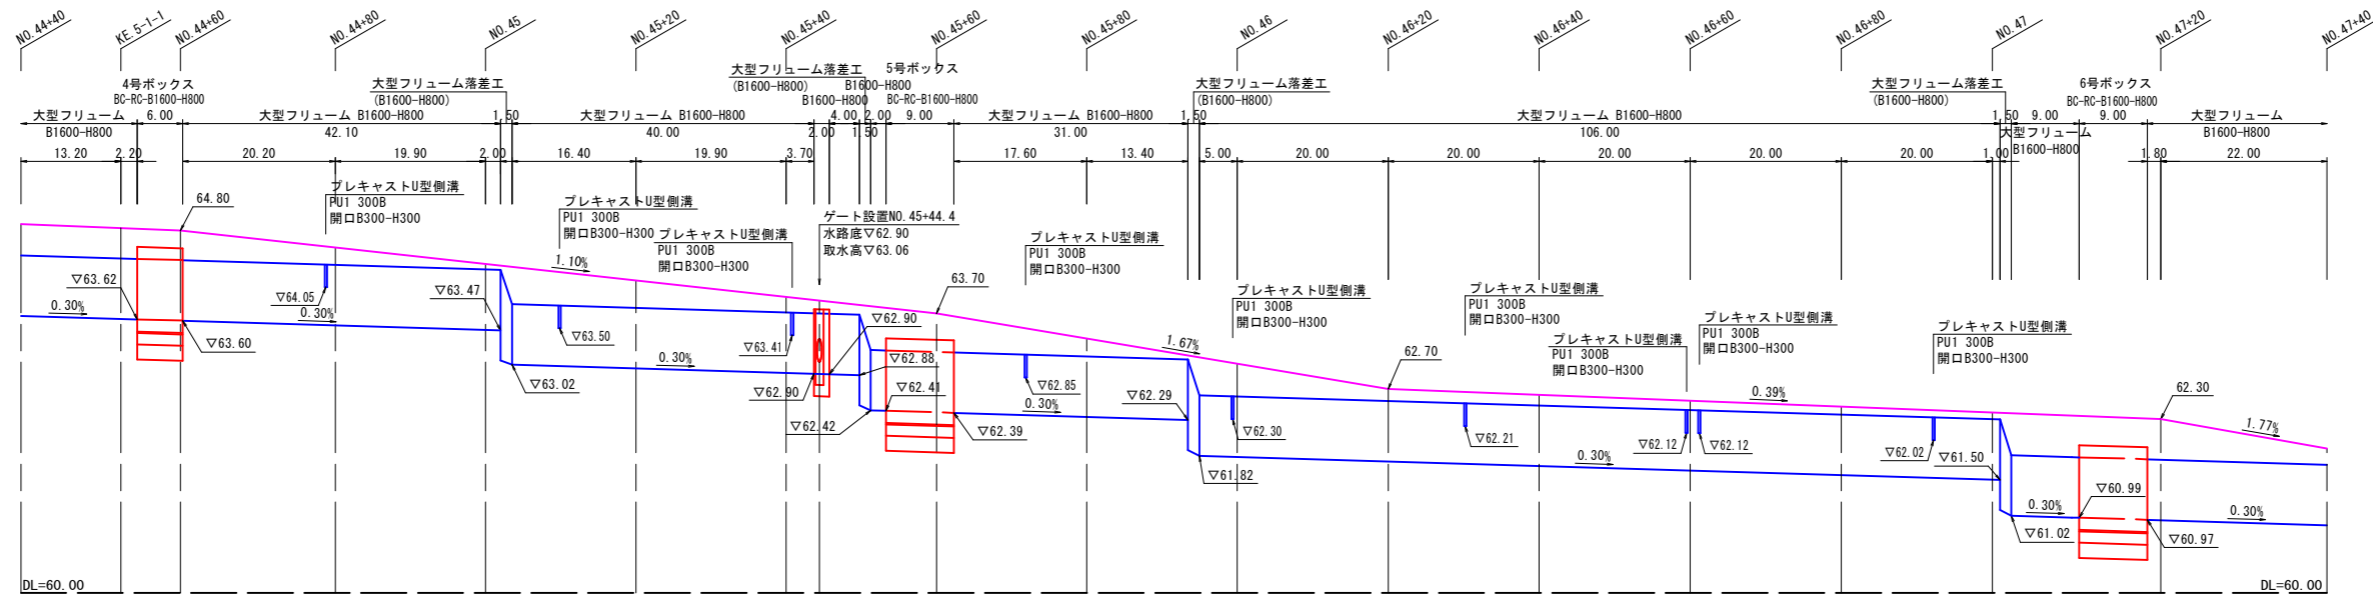 NO.44+40
KE.5-1-1
NO.44+60
NO.44+80
NO.45
NO.45+20
NO.45+40
NO.45+60
NO.45+80
NO.46
NO.46+20
NO.46+40
NO.46+60
NO.46+80
NO.47
NO.47+20
NO.47+40
4号ボックス
BC-RC-B1600-H800
大型フリューム落差工
(B1600-H800)
大型フリューム落差工
(B1600-H800)
B1600-H800
B1600-H800
5号ボックス
BC-RC-B1600-H800
大型フリューム落差工
(B1600-H800)
大型フリューム落差工
(B1600-H800)
6号ボックス
BC-RC-B1600-H800
大型フリューム
B1600-H800
6.00
大型フリューム B1600-H800
42.10
1.50
大型フリューム B1600-H800
40.00
2.00
4.00
1.50
2.00
9.00
大型フリューム B1600-H800
31.00
1.50
大型フリューム B1600-H800
106.00
1.50
9.00
大型フリューム
B1600-H800
9.00
大型フリューム
B1600-H800
13.20
2.20
20.20
19.90
2.00
16.40
19.90
3.70
17.60
13.40
5.00
20.00
20.00
20.00
20.00
20.00
1.00
1.80
22.00
64.80
プレキャストU型側溝
PU1 300B
開口B300-H300
プレキャストU型側溝
PU1 300B
開口B300-H300
プレキャストU型側溝
PU1 300B
開口B300-H300
ゲート設置NO.45+44.4
水路底▽62.90
取水高▽63.06
プレキャストU型側溝
PU1 300B
開口B300-H300
プレキャストU型側溝
PU1 300B
開口B300-H300
プレキャストU型側溝
PU1 300B
開口B300-H300
プレキャストU型側溝
PU1 300B
開口B300-H300
プレキャストU型側溝
PU1 300B
開口B300-H300
プレキャストU型側溝
PU1 300B
開口B300-H300
1.10%
63.70
1.67%
62.70
0.39%
62.30
1.77%
▽63.62
0.30%
▽63.60
▽64.05
0.30%
▽63.47
▽63.02
▽63.50
0.30%
▽63.41
▽62.90
▽62.90
▽62.88
▽62.42
▽62.41
▽62.39
▽62.85
0.30%
▽62.29
▽61.82
▽62.30
▽62.21
0.30%
▽62.12
▽62.12
▽62.02
▽61.50
▽61.02
0.30%
▽60.99
▽60.97
0.30%
DL=60.00
DL=60.00